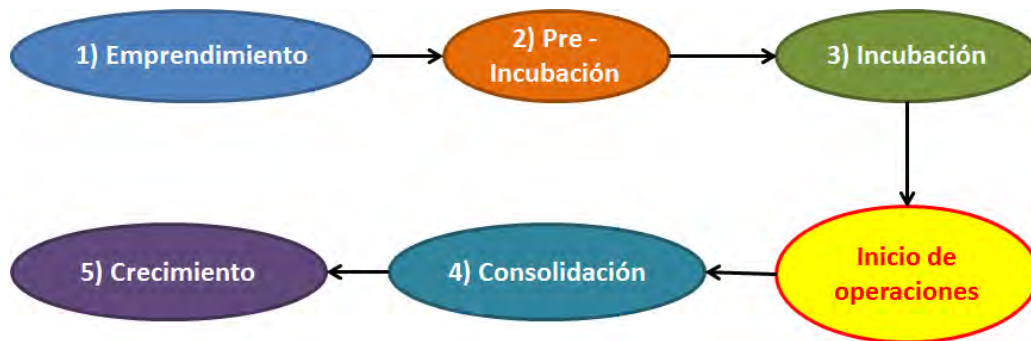 1) Emprendimiento
2) Pre -
Incubación
3) Incubación
Inicio de
operaciones
4) Consolidación
5) Crecimiento